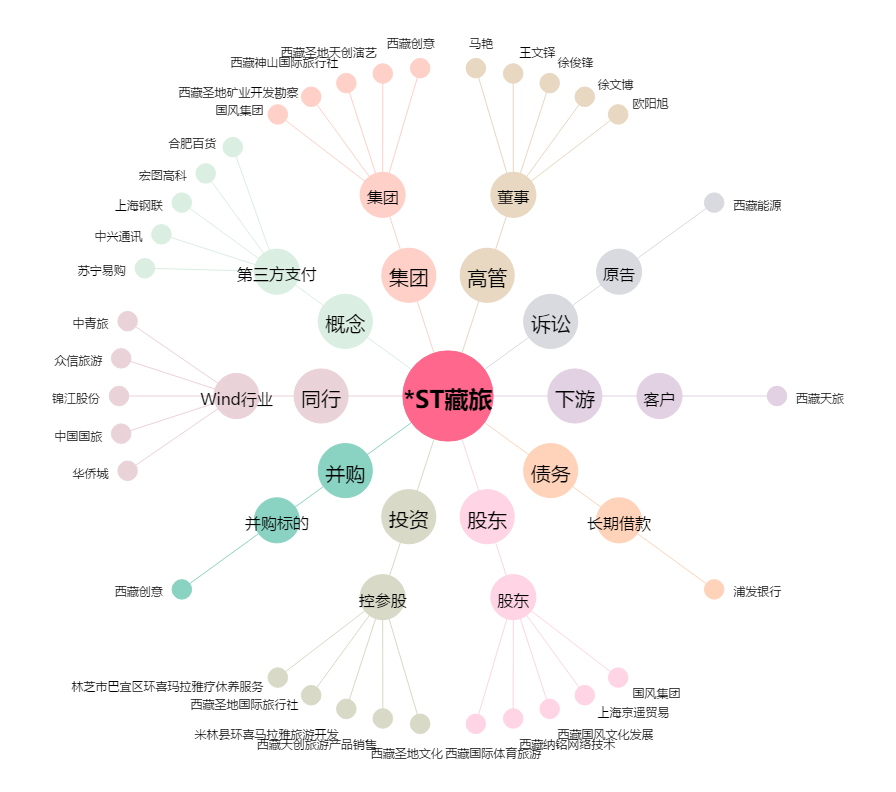 西藏创意
西藏圣地天创演艺
西藏神山国际旅行社
西藏圣地矿业开发勘察
国风集团
马艳
王文铎
徐俊锋
徐文博
欧阳旭
集团
董事
合肥百货
宏图高科
上海钢联
中兴通讯
苏宁易购
第三方支付
集团
高管
原告
西藏能源
概念
诉讼
中青旅
众信旅游
锦江股份
中国国旅
华侨城
Wind行业
同行
*ST藏旅
下游
客户
西藏天旅
并购
债务
并购标的
投资
股东
长期借款
西藏创意
浦发银行
控参股
股东
林芝市巴宜区环喜玛拉雅疗休养服务
西藏圣地国际旅行社
米林县环喜马拉雅旅游开发
西藏天创旅游产品销售
西藏圣地文化
国风集团
上海京遥贸易
西藏国风文化发展
西藏纳铭网络技术
西藏国际体育旅游